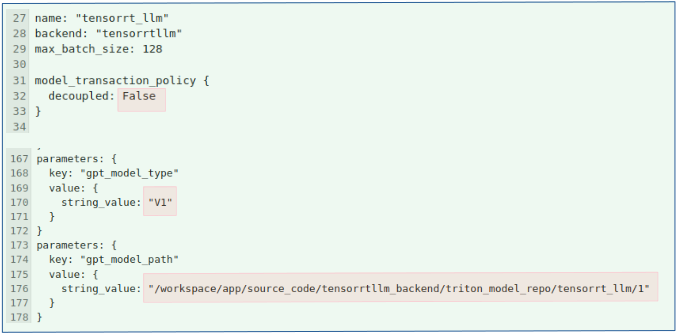 27 name: "tensorrt_llm"
28 backend: "tensorrtllm"
29 max_batch_size: 128
30
31 model_transaction_policy {
32   decoupled: False
33 }
34
167 parameters: {
168   key: "gpt_model_type"
169   value: {
170     string_value: "V1"
171   }
172 }
173 parameters: {
174   key: "gpt_model_path"
175   value: {
176     string_value: "/workspace/app/source_code/tensorrtllm_backend/triton_model_repo/tensorrt_llm/1"
177   }
178 }